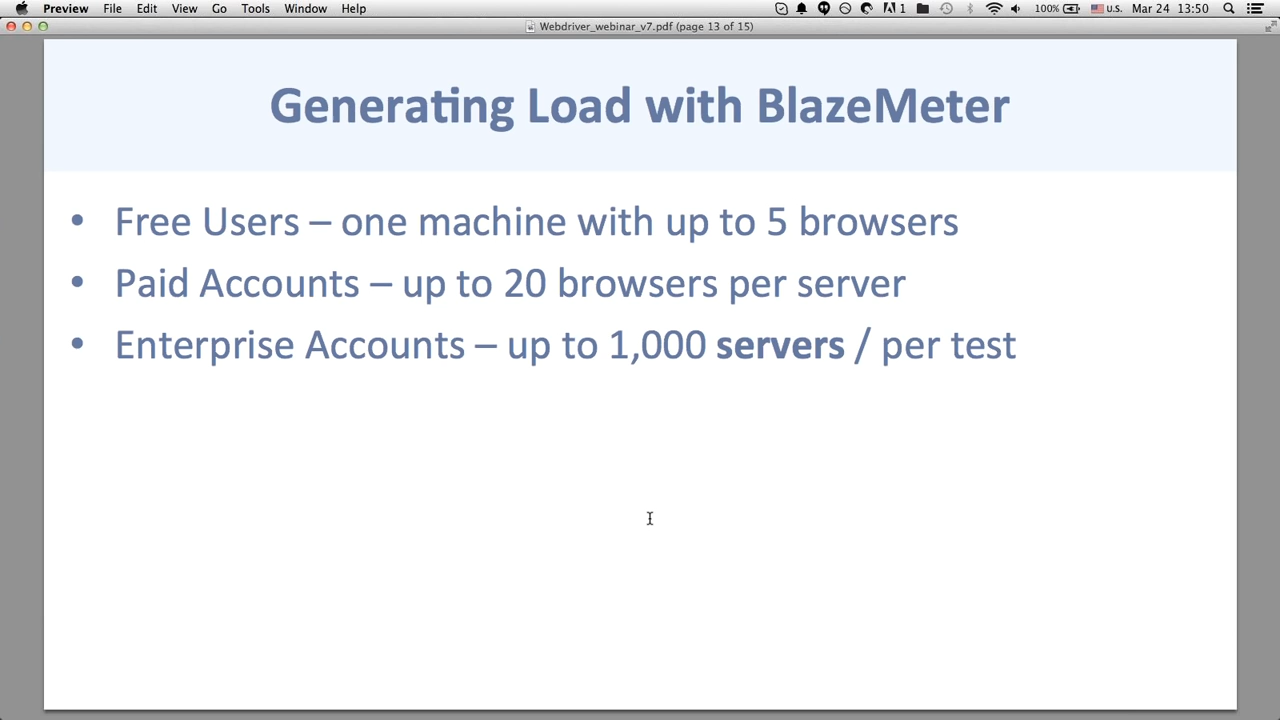 Preview File Edit View Go Tools Window Help 1 100% U.S. Mar 24 13:50
Webdriver_webinar_v7.pdf (page 13 of 15)
Generating Load with BlazeMeter
• Free Users – one machine with up to 5 browsers
• Paid Accounts – up to 20 browsers per server
• Enterprise Accounts – up to 1,000 servers / per test